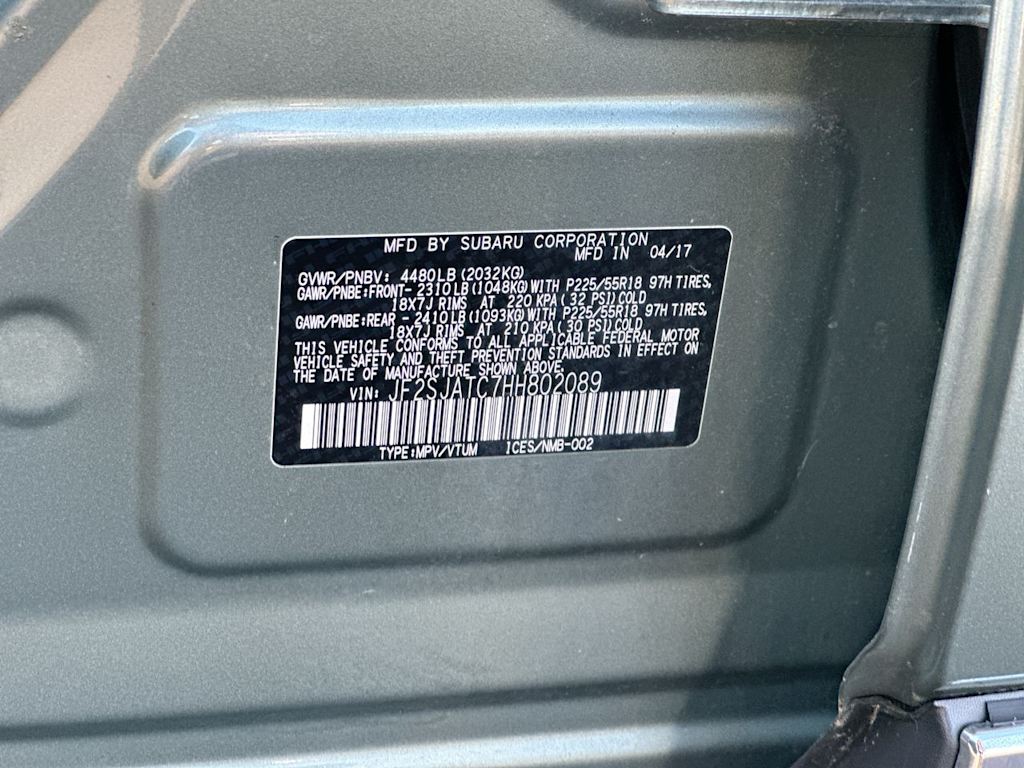 MFD BY SUBARU CORPORATION
MFD IN 04/17
GVWR/PNBV: 4480LB(2032KG)
GAWR/PNBE:FRONT- 2310LB(1048KG)WITH P225/55R18 97H TIRES,
18X7J RIMS AT 220 KPA(32 PSI)COLD
GAWR/PNBE:REAR - 2410LB(1093KG)WITH P225/55R18 97H TIRES,
18X7J RIMS AT 210 KPA(30 PSI)COLD
THIS VEHICLE CONFORMS TO ALL APPLICABLE FEDERAL MOTOR
VEHICLE SAFETY AND THEFT PREVENTION STANDARDS IN EFFECT ON
THE DATE OF MANUFACTURE SHOWN ABOVE.
VIN: JF2SJATC7HH802089
TYPE:MPV/VTUM ICES/NMB-002